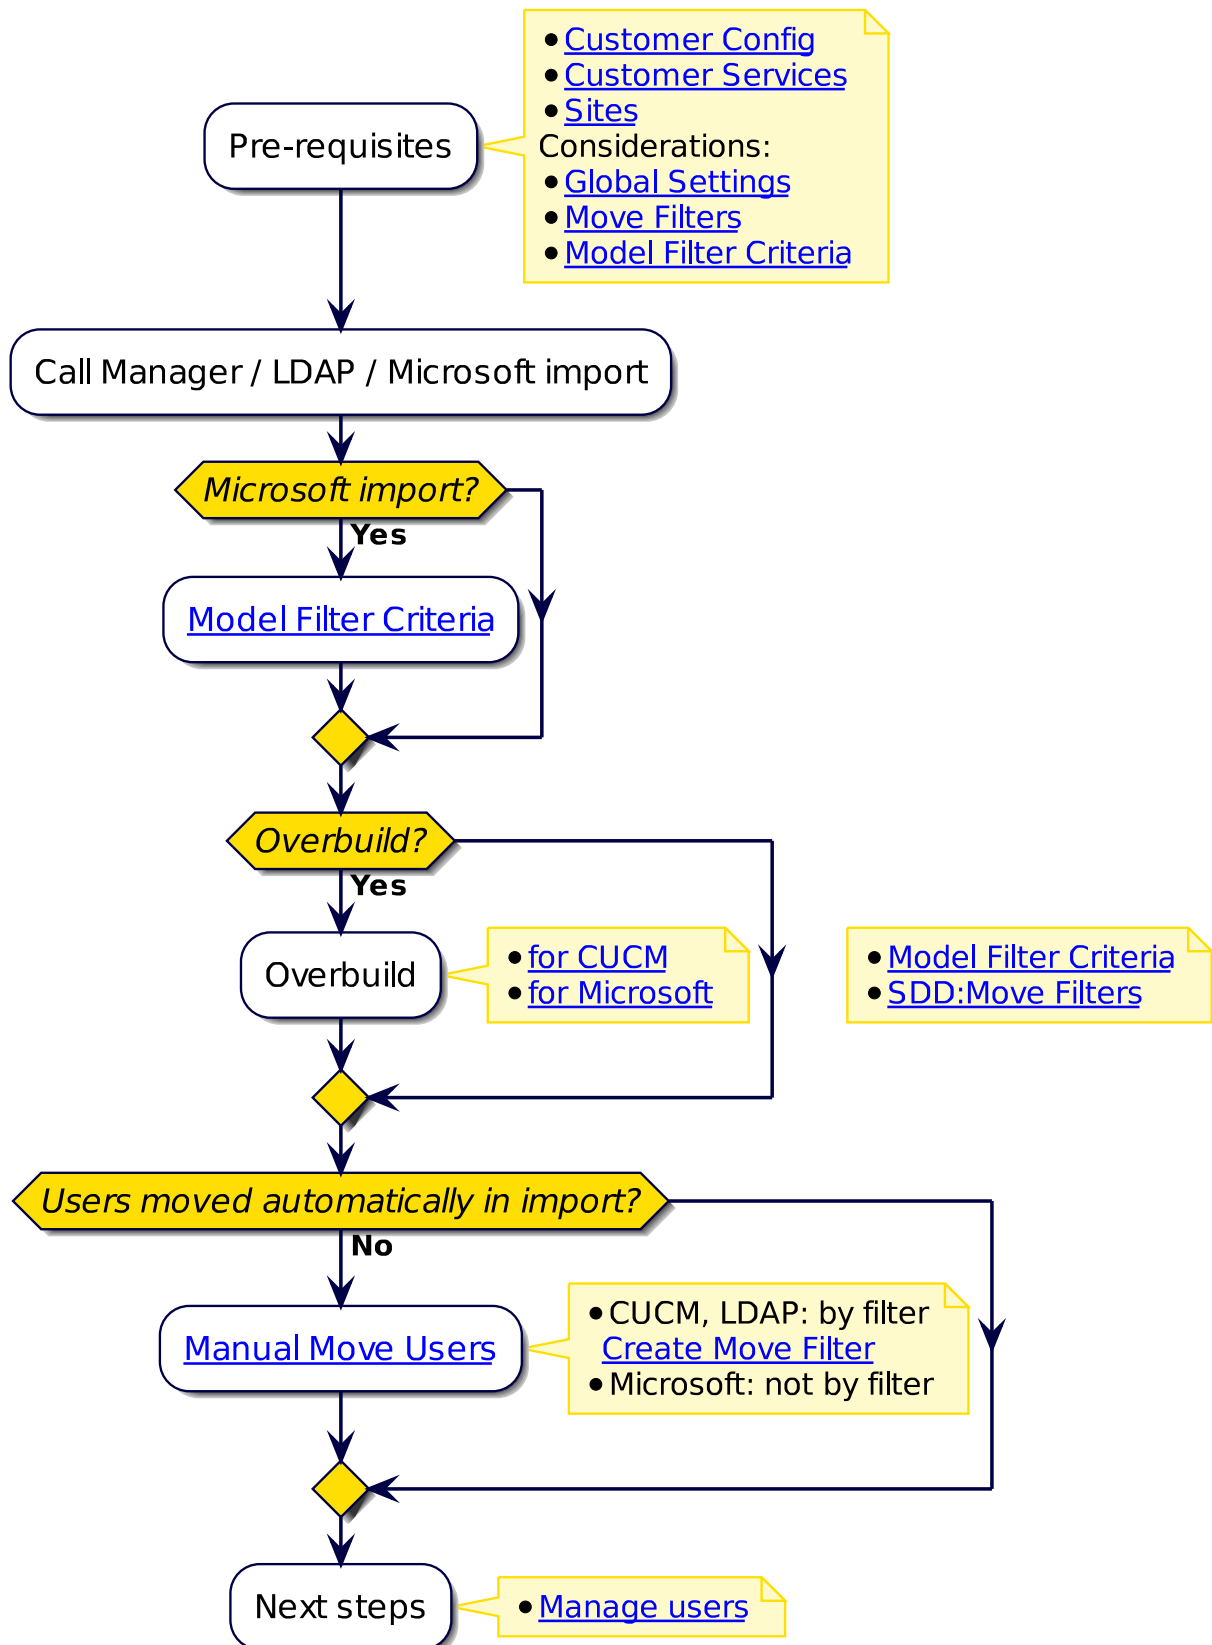 • Customer Config
• Customer Services
• Sites
Pre-requisites
Considerations:
• Global Settings
• Move Filters
• Model Filter Criteria
Call Manager / LDAP / Microsoft import
Microsoft import?
Yes
Model Filter Criteria
Overbuild?
Yes
Overbuild
• for CUCM
• for Microsoft
• Model Filter Criteria
• SDD:Move Filters
Users moved automatically in import?
No
Manual Move Users
• CUCM, LDAP: by filter
Create Move Filter
• Microsoft: not by filter
Next steps
• Manage users